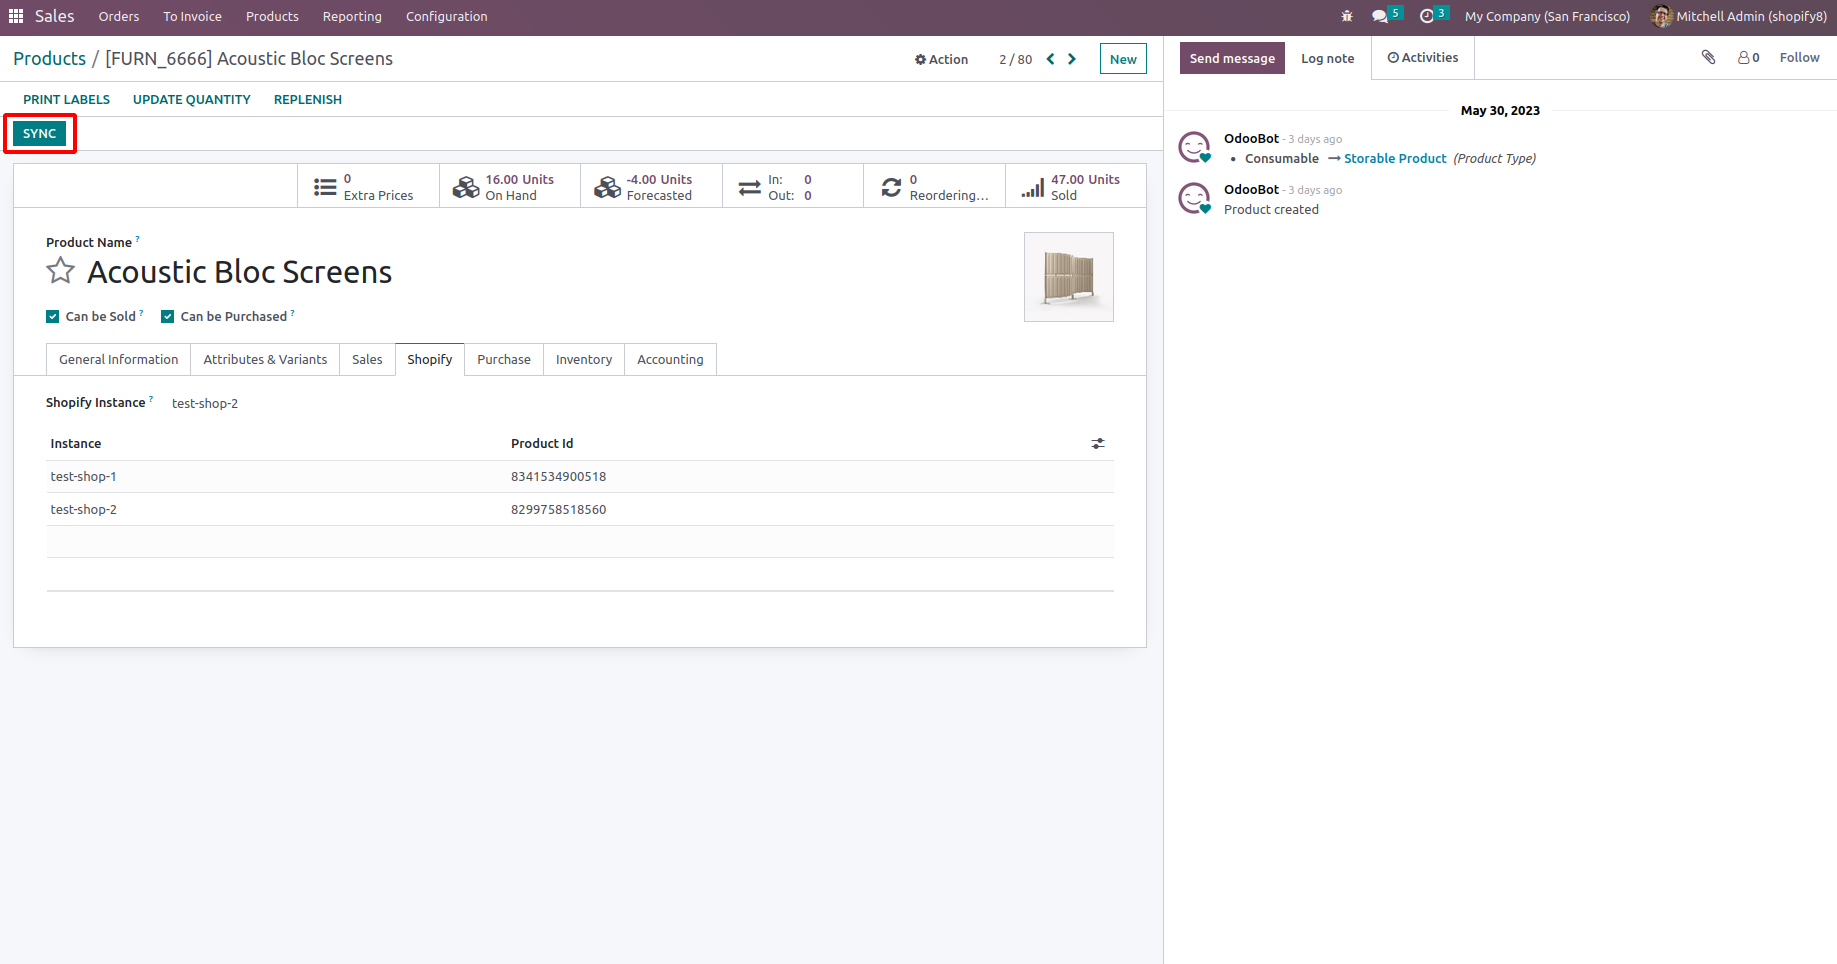 Sales Orders To Invoice Products Reporting Configuration 5 3 My Company (San Francisco) Mitchell Admin (shopify8)
Products / [FURN_6666] Acoustic Bloc Screens Action 2 / 80 New
PRINT LABELS UPDATE QUANTITY REPLENISH
SYNC
0
Extra Prices
16.00 Units
On Hand
-4.00 Units
Forecasted
In: 0
Out: 0
0
Reordering...
47.00 Units
Sold
Product Name ?
Acoustic Bloc Screens
Can be Sold ? Can be Purchased ?
General Information Attributes & Variants Sales Shopify Purchase Inventory Accounting
Shopify Instance ? test-shop-2
Instance Product Id
test-shop-1 8341534900518
test-shop-2 8299758518560
Send message Log note Activities 0 Follow
May 30, 2023
OdooBot - 3 days ago
• Consumable → Storable Product (Product Type)
OdooBot - 3 days ago
Product created